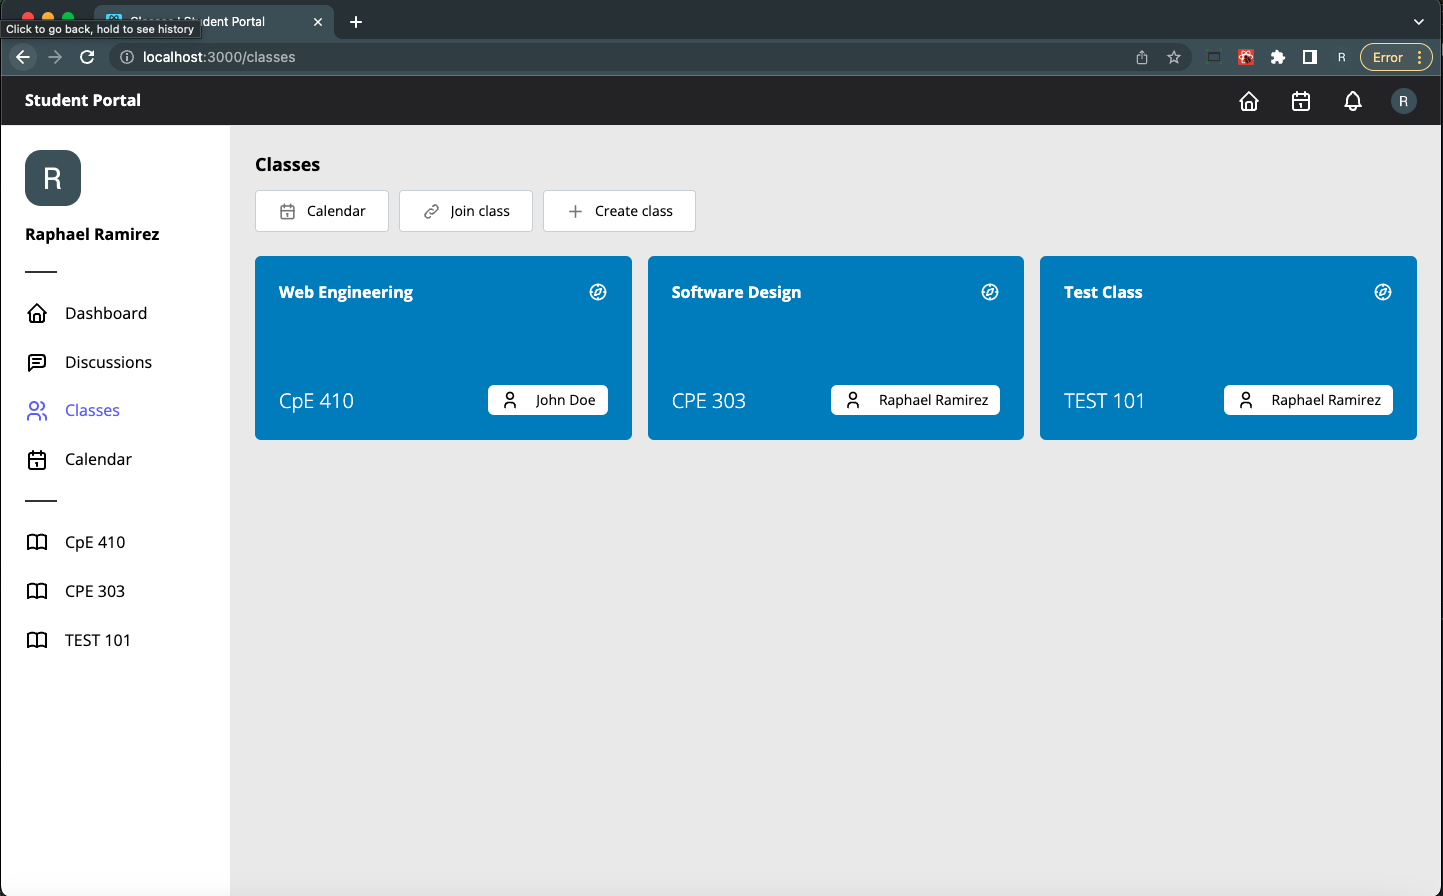 Classes | Student Portal
Click to go back, hold to see history
localhost:3000/classes
R
Error
Student Portal
R
R
Raphael Ramirez
Dashboard
Discussions
Classes
Calendar
CpE 410
CPE 303
TEST 101
Classes
Calendar
Join class
Create class
Web Engineering
CpE 410
John Doe
Software Design
CPE 303
Raphael Ramirez
Test Class
TEST 101
Raphael Ramirez